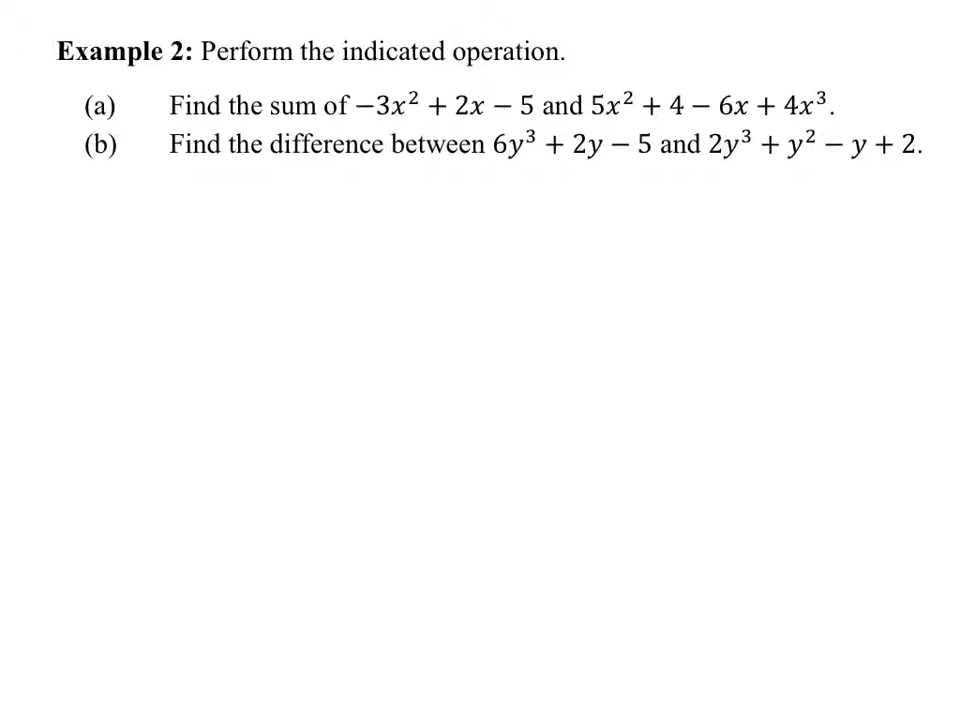 Example 2: Perform the indicated operation.
(a) Find the sum of −3x² + 2x − 5 and 5x² + 4 − 6x + 4x³.
(b) Find the difference between 6y³ + 2y − 5 and 2y³ + y² − y + 2.